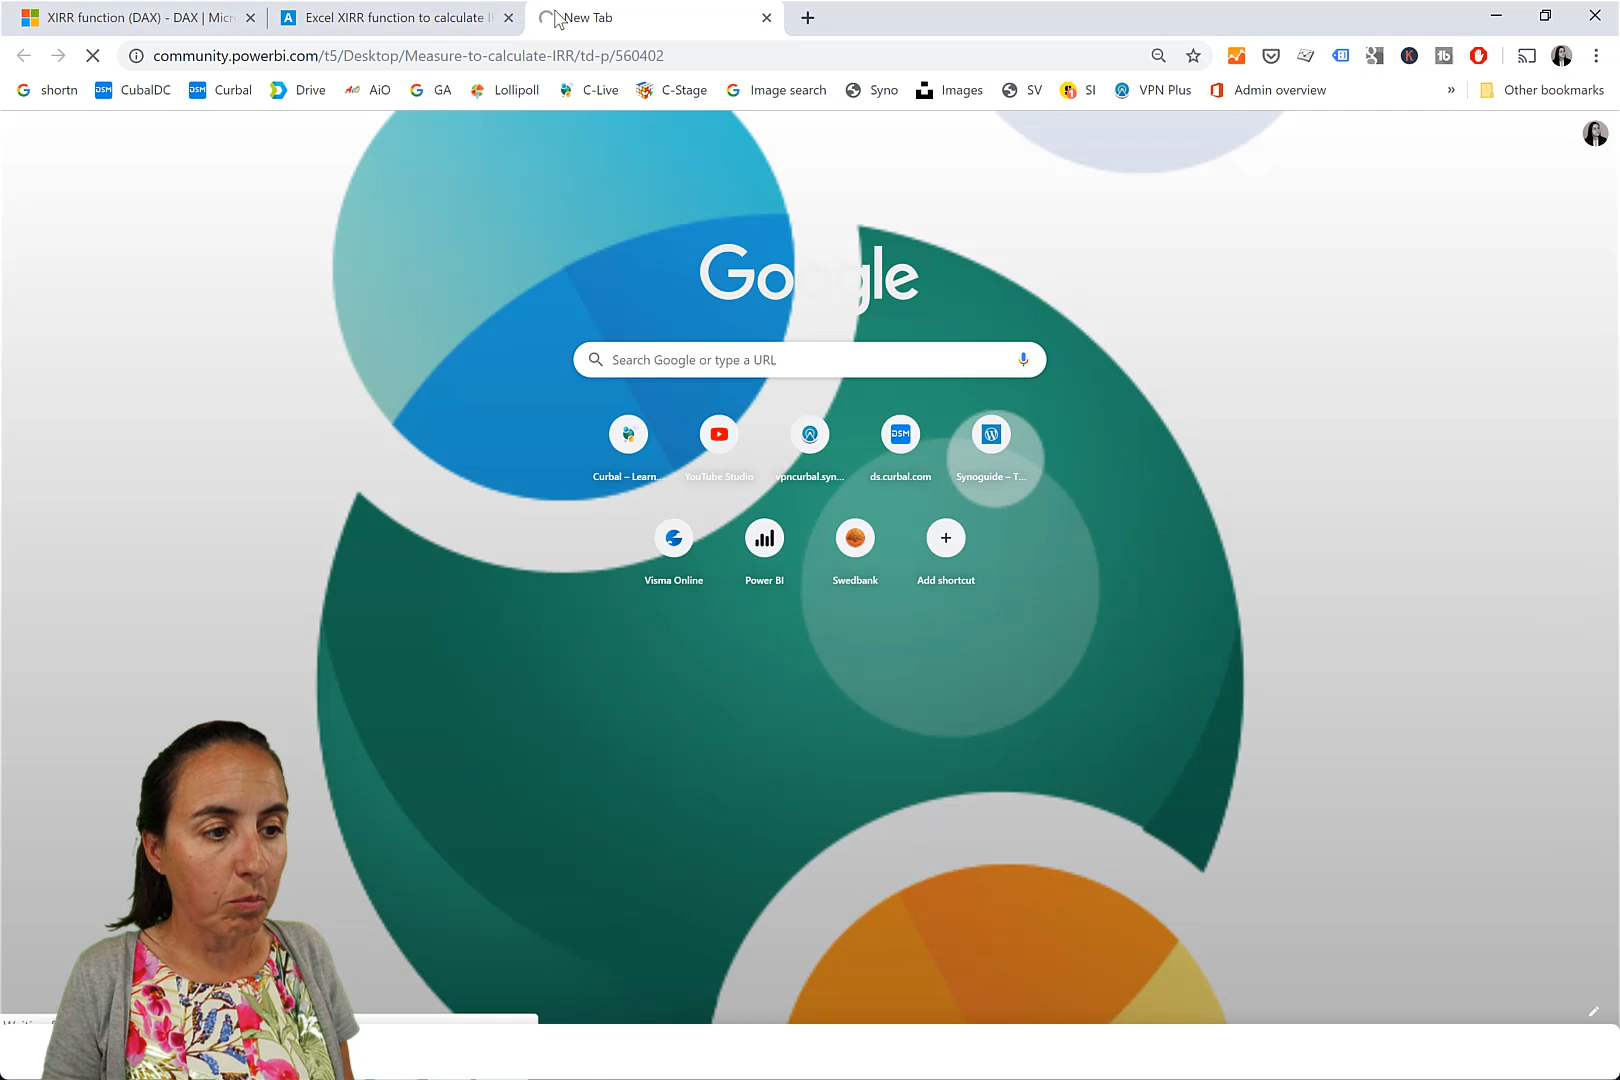 XIRR function (DAX) - DAX | Micr
Excel XIRR function to calculate I
New Tab
community.powerbi.com/t5/Desktop/Measure-to-calculate-IRR/td-p/560402
shortn
CubalDC
Curbal
Drive
AiO
GA
Lollipoll
C-Live
C-Stage
Image search
Syno
Images
SV
SI
VPN Plus
Admin overview
»
Other bookmarks
Google
Search Google or type a URL
DSM
Curbal – Learn...
YouTube Studio
vpncurbal.syn...
ds.curbal.com
Synoguide – T...
Visma Online
Power BI
Swedbank
Add shortcut